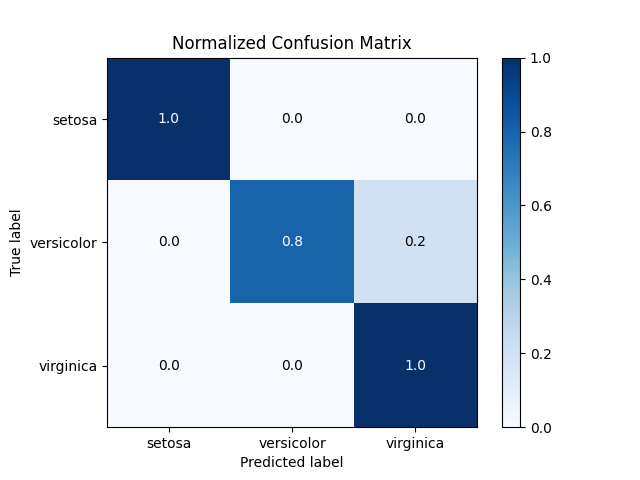 Normalized Confusion Matrix
setosa 1.0 0.0 0.0
versicolor 0.0 0.8 0.2
virginica 0.0 0.0 1.0
setosa versicolor virginica
Predicted label
True label
1.0
0.8
0.6
0.4
0.2
0.0